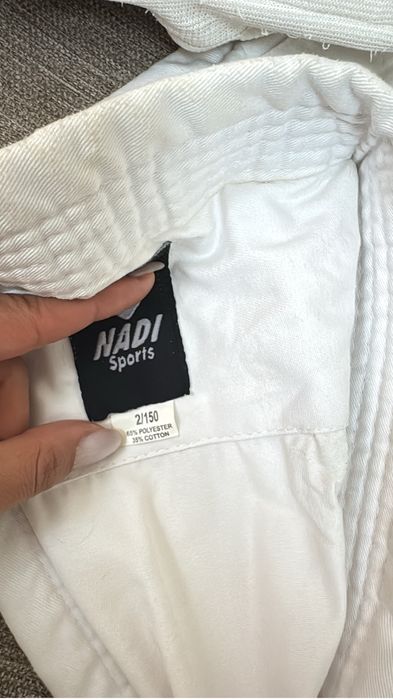 NADI
Sports
2/150
65% POLYESTER
35% COTTON